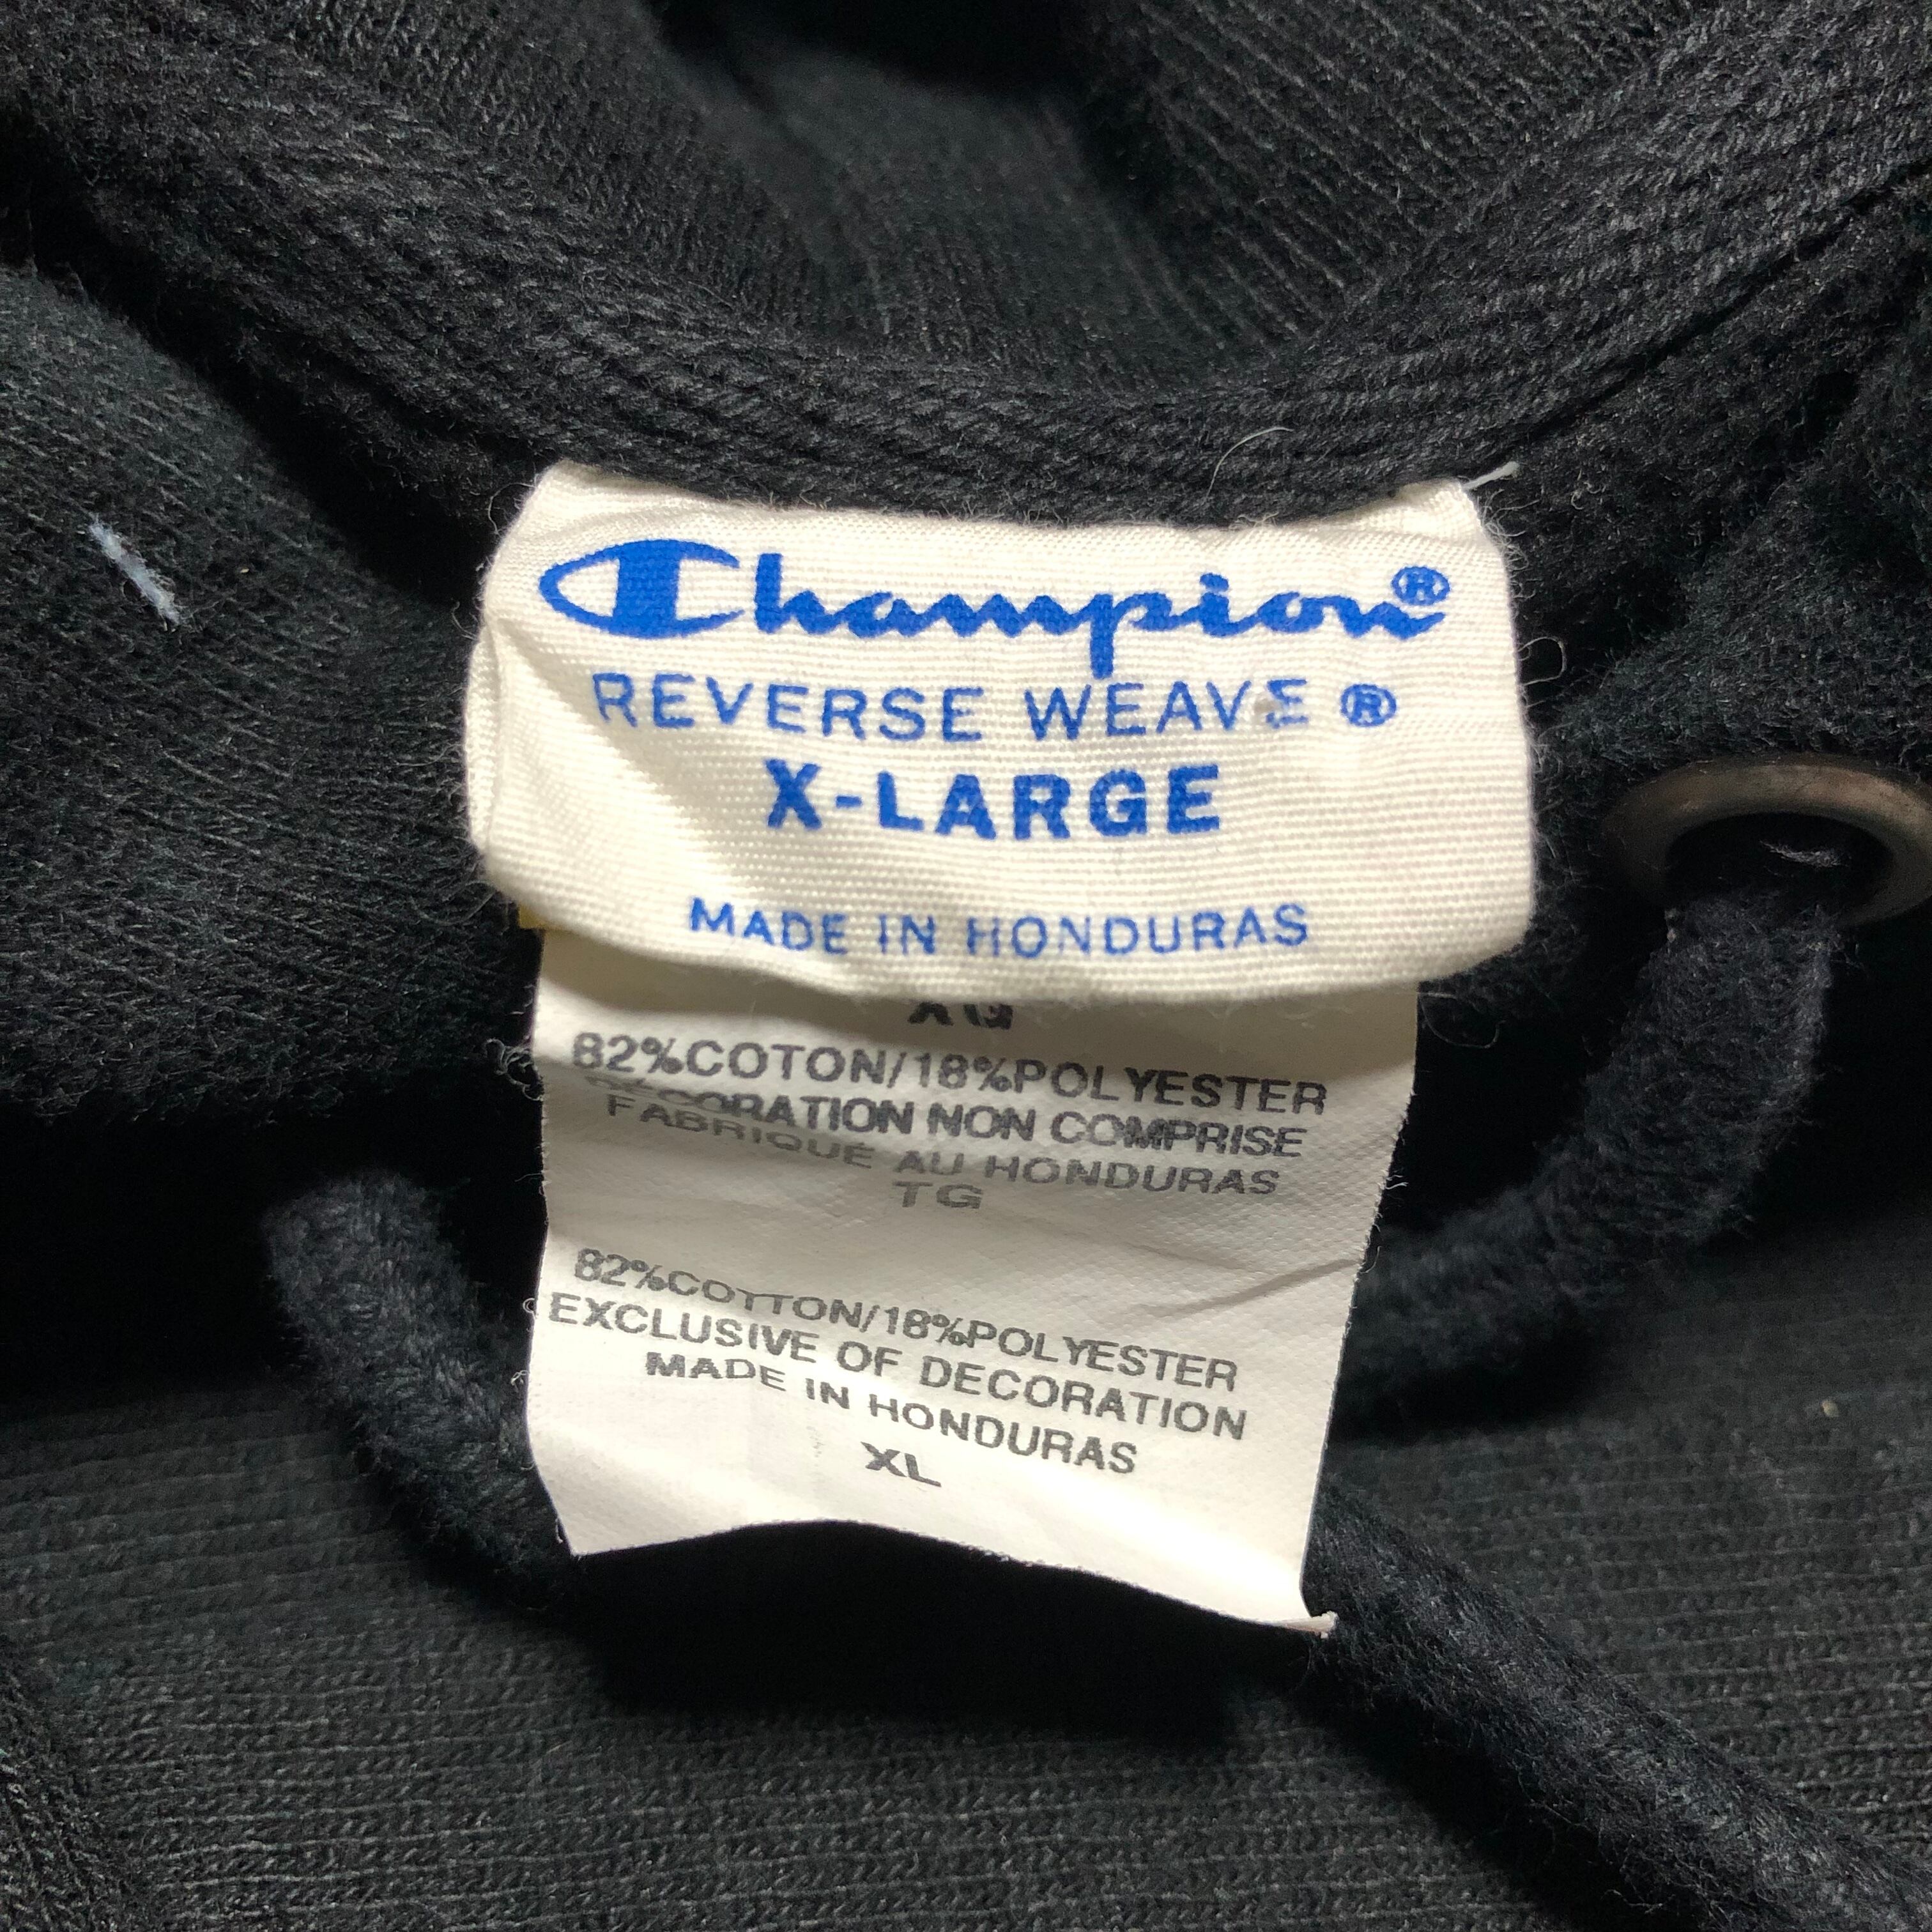 Champion®
REVERSE WEAVE ®
X-LARGE
MADE IN HONDURAS
XG
82%COTON/18%POLYESTER
DÉCORATION NON COMPRISE
FABRIQUÉ AU HONDURAS
TG
82%COTTON/18%POLYESTER
EXCLUSIVE OF DECORATION
MADE IN HONDURAS
XL